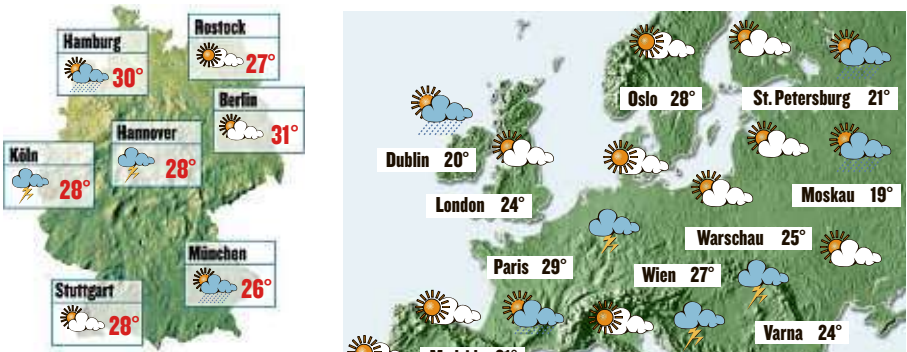 Rostock
27°
Hamburg
30°
Berlin
31°
Hannover
28°
Köln
28°
München
26°
Stuttgart
28°
Oslo 28°
St. Petersburg 21°
Dublin 20°
London 24°
Moskau 19°
Warschau 25°
Paris 29°
Wien 27°
Varna 24°